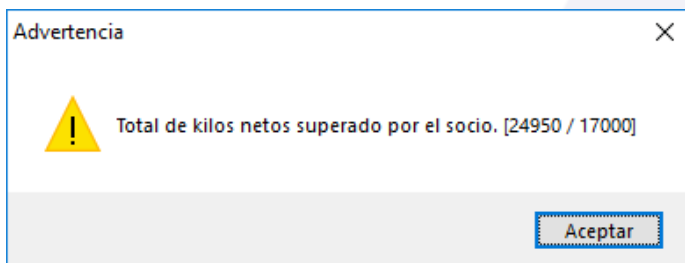 Advertencia
Total de kilos netos superado por el socio. [24950 / 17000]
Aceptar